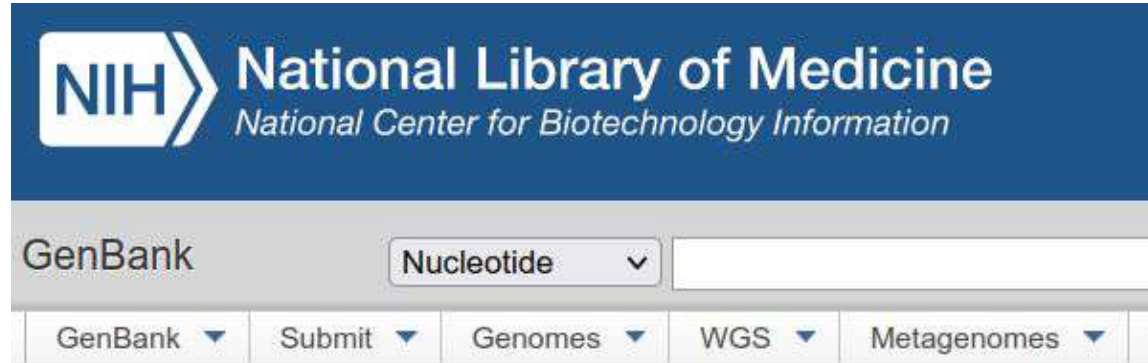 NIH
National Library of Medicine
National Center for Biotechnology Information
GenBank Nucleotide
GenBank Submit Genomes WGS Metagenomes